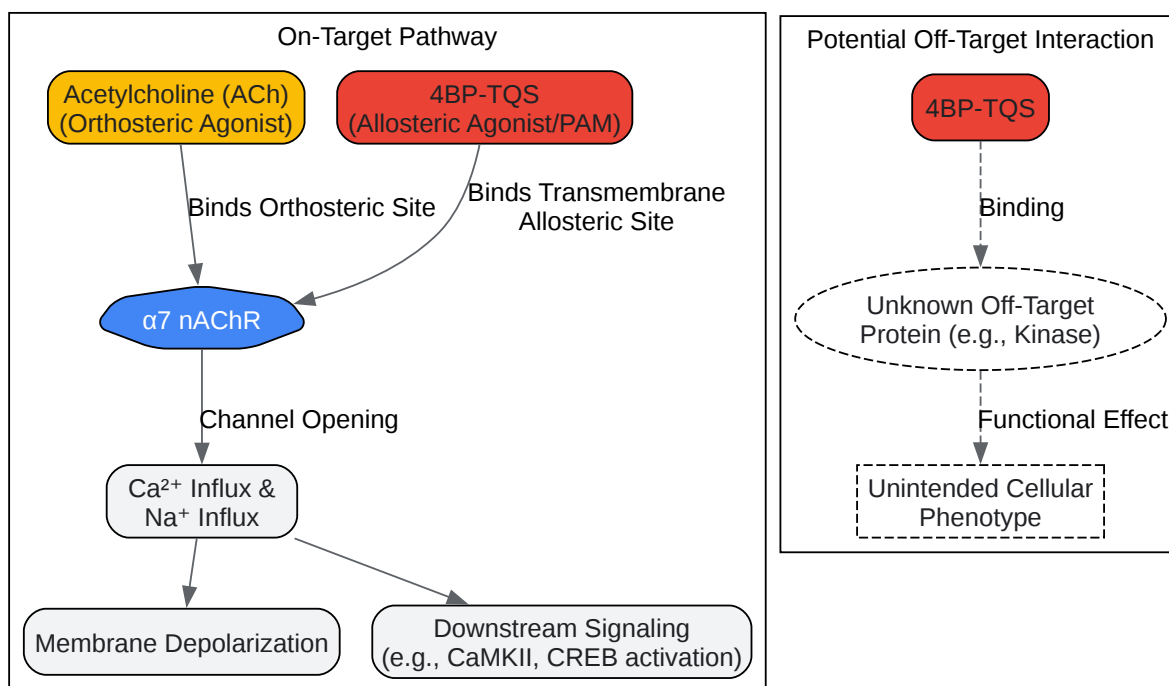 On-Target Pathway
Acetylcholine (ACh)
(Orthosteric Agonist)
4BP-TQS
(Allosteric Agonist/PAM)
Binds Orthosteric Site
Binds Transmembrane
Allosteric Site
α7 nAChR
Channel Opening
Ca²⁺ Influx &
Na⁺ Influx
Membrane Depolarization
Downstream Signaling
(e.g., CaMKII, CREB activation)
Potential Off-Target Interaction
4BP-TQS
Binding
Unknown Off-Target
Protein (e.g., Kinase)
Functional Effect
Unintended Cellular
Phenotype